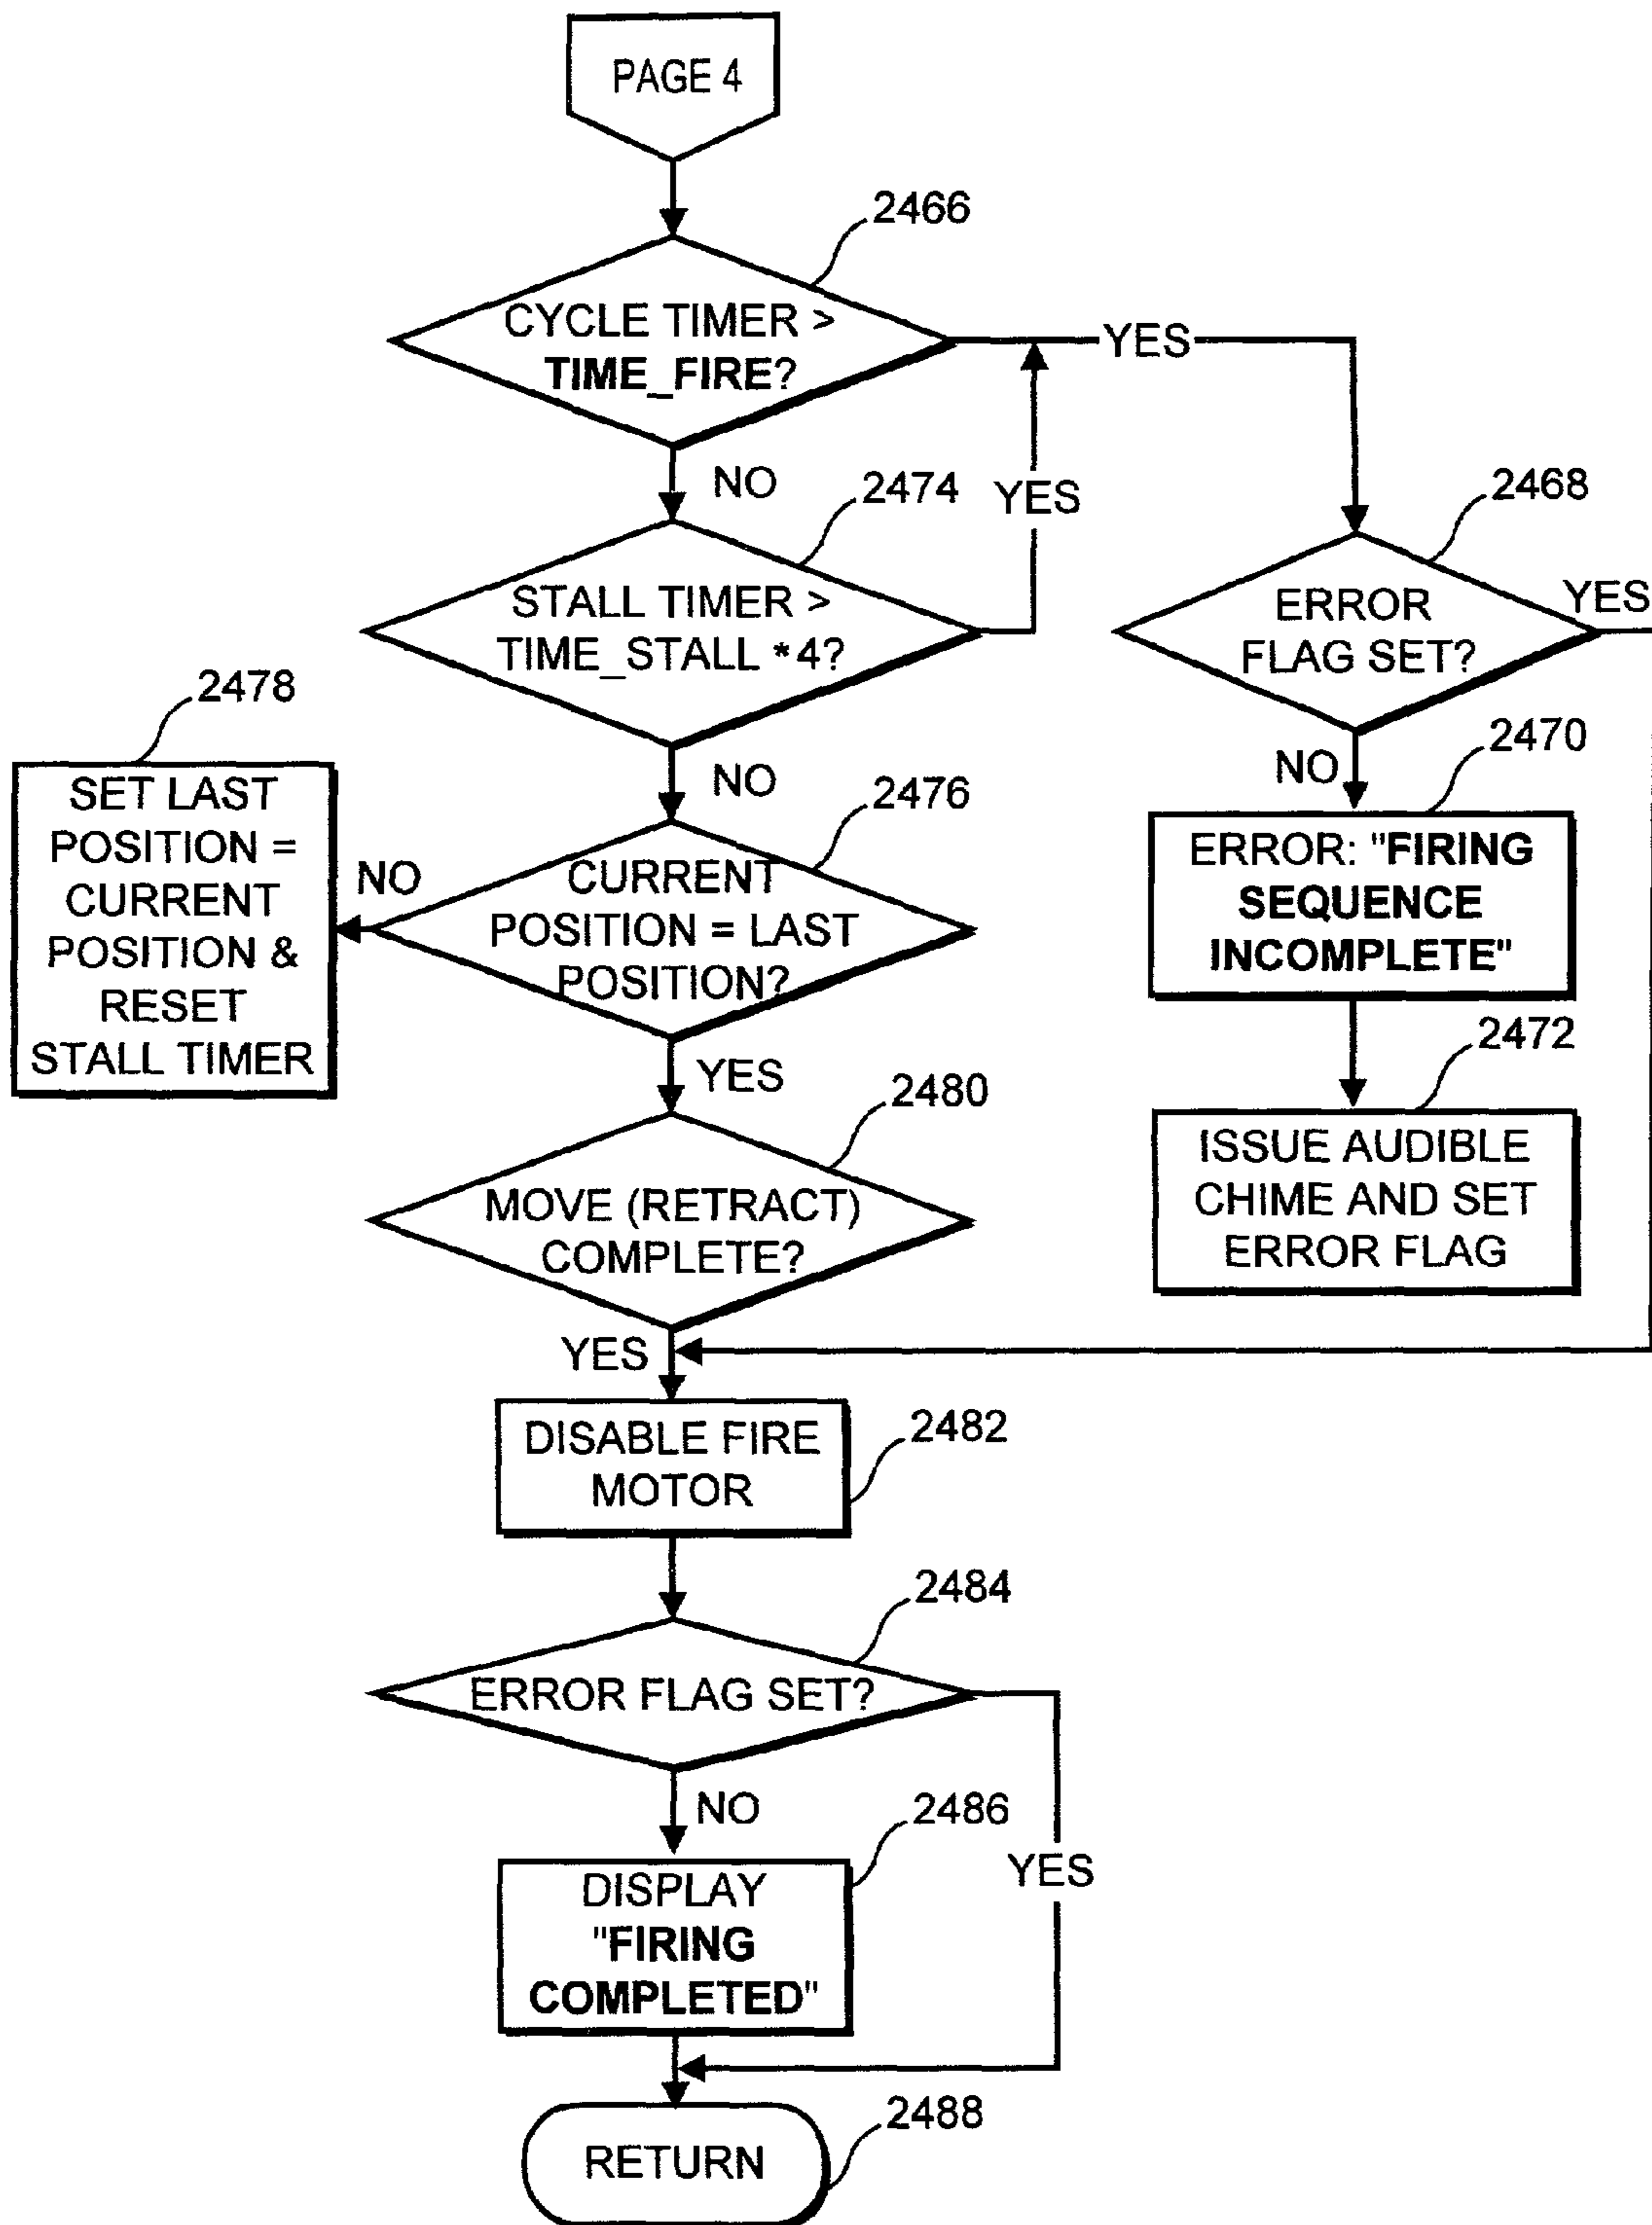 PAGE 4
2466
CYCLE TIMER >
TIME_FIRE?
YES
NO
2474
YES
2468
STALL TIMER >
TIME_STALL *4?
ERROR
FLAG SET?
YES
2478
SET LAST
POSITION =
CURRENT
POSITION &
RESET
STALL TIMER
NO
NO
2476
CURRENT
POSITION = LAST
POSITION?
NO
2470
ERROR: "FIRING
SEQUENCE
INCOMPLETE"
2472
ISSUE AUDIBLE
CHIME AND SET
ERROR FLAG
YES
2480
MOVE (RETRACT)
COMPLETE?
YES
DISABLE FIRE
MOTOR
2482
2484
ERROR FLAG SET?
NO
2486
YES
DISPLAY
"FIRING
COMPLETED"
2488
RETURN